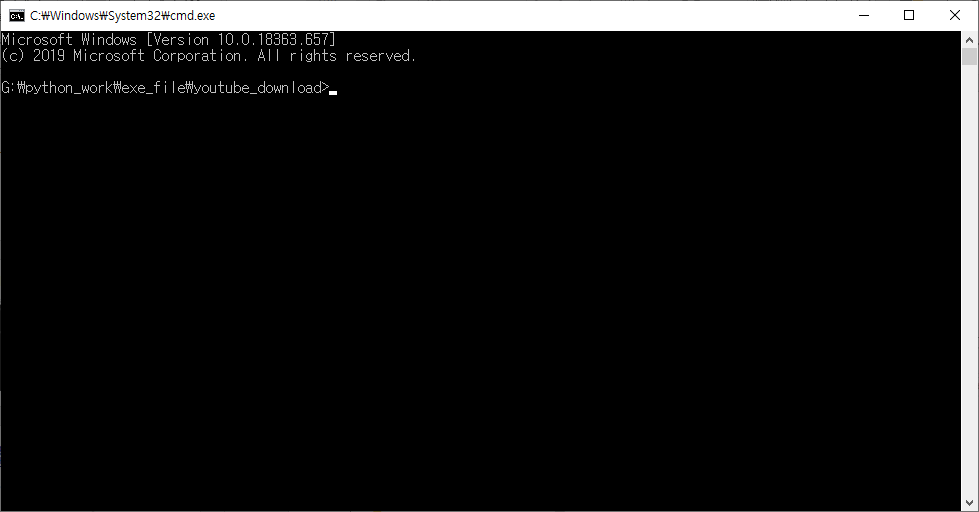 C:₩Windows₩System32₩cmd.exe
Microsoft Windows [Version 10.0.18363.657]
(c) 2019 Microsoft Corporation. All rights reserved.
G:₩python_work₩exe_file₩youtube_download>